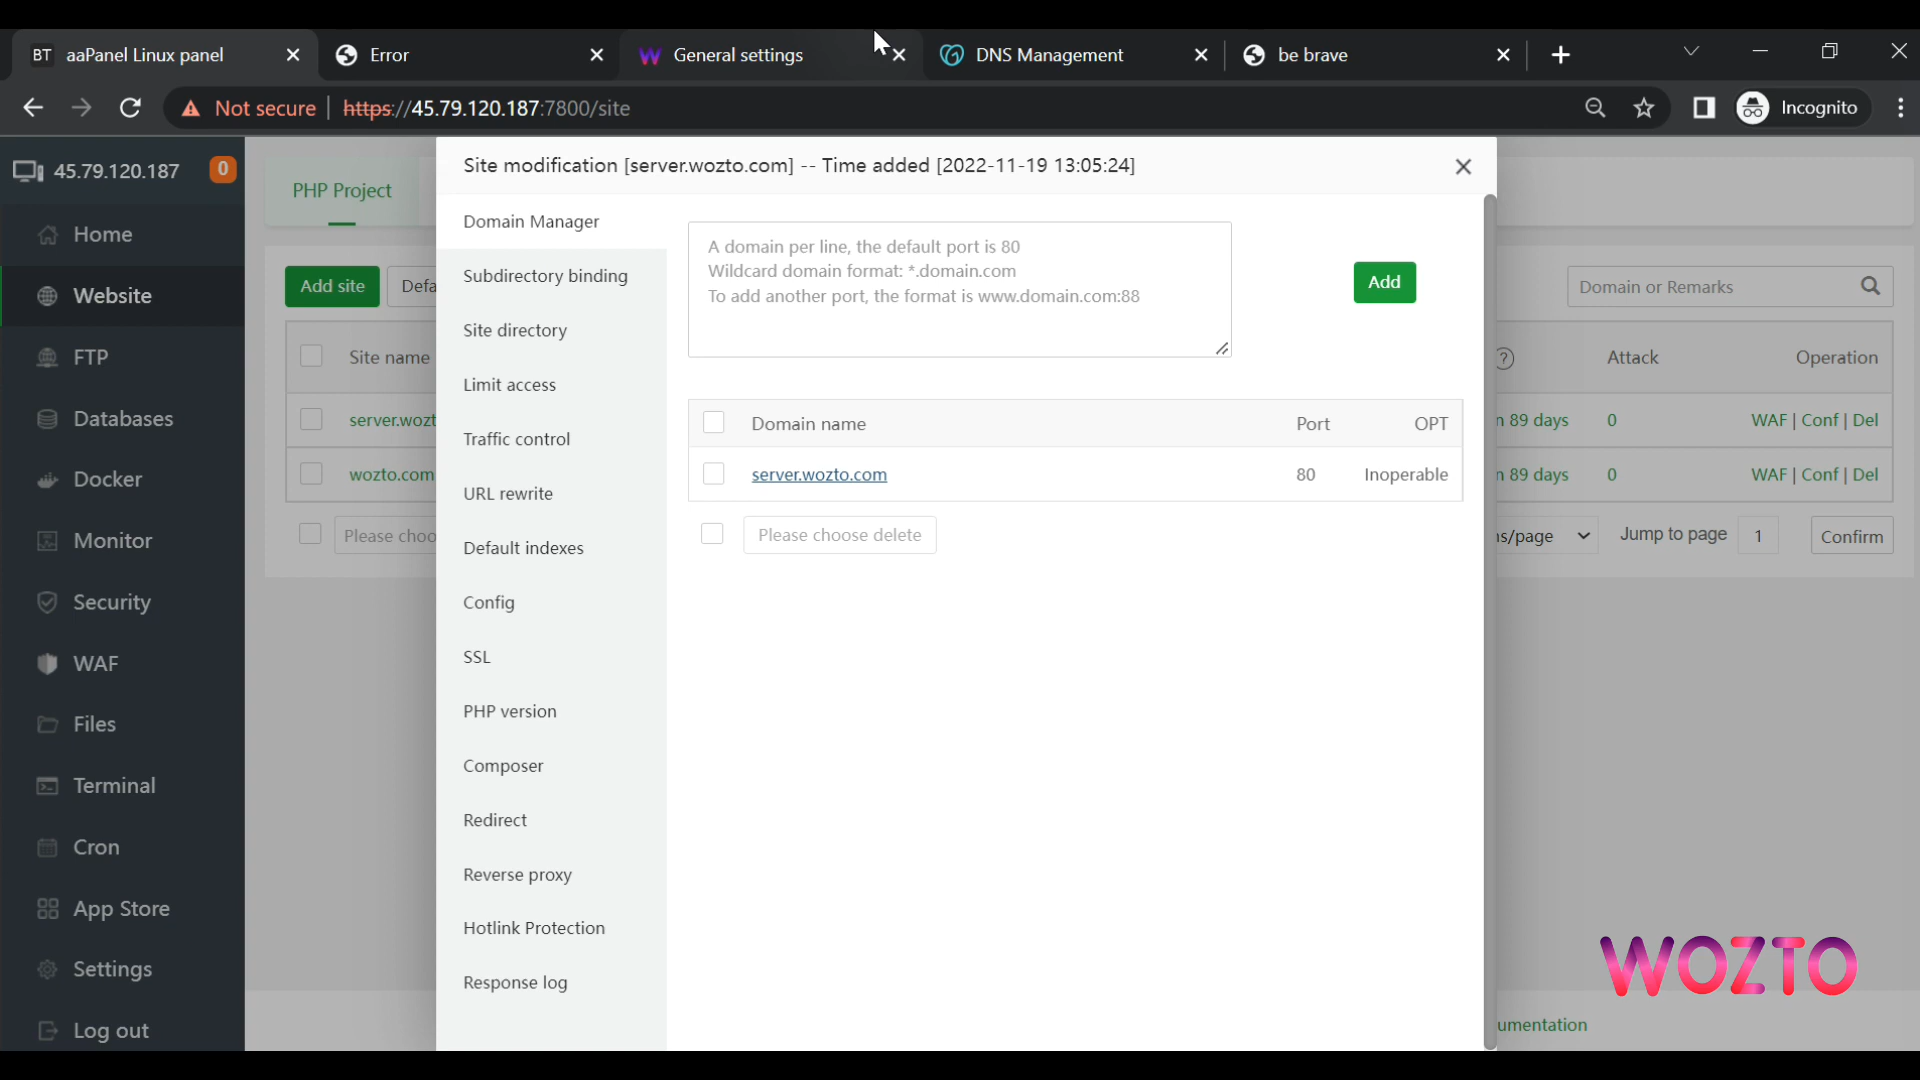 BT aaPanel Linux panel
Error
General settings
DNS Management
be brave
Not secure
https://45.79.120.187:7800/site
Incognito
45.79.120.187
0
Home
Website
FTP
Databases
Docker
Monitor
Security
WAF
Files
Terminal
Cron
App Store
Settings
Log out
PHP Project
Add site
Defa
Site name
server.wozt
wozto.com
Please choo
Site modification [server.wozto.com] -- Time added [2022-11-19 13:05:24]
Domain Manager
Subdirectory binding
Site directory
Limit access
Traffic control
URL rewrite
Default indexes
Config
SSL
PHP version
Composer
Redirect
Reverse proxy
Hotlink Protection
Response log
A domain per line, the default port is 80
Wildcard domain format: *.domain.com
To add another port, the format is www.domain.com:88
Add
Domain name Port OPT
server.wozto.com 80 Inoperable
Please choose delete
Domain or Remarks
? Attack Operation
n 89 days 0 WAF | Conf | Del
n 89 days 0 WAF | Conf | Del
ns/page Jump to page 1 Confirm
WOZTO
umentation